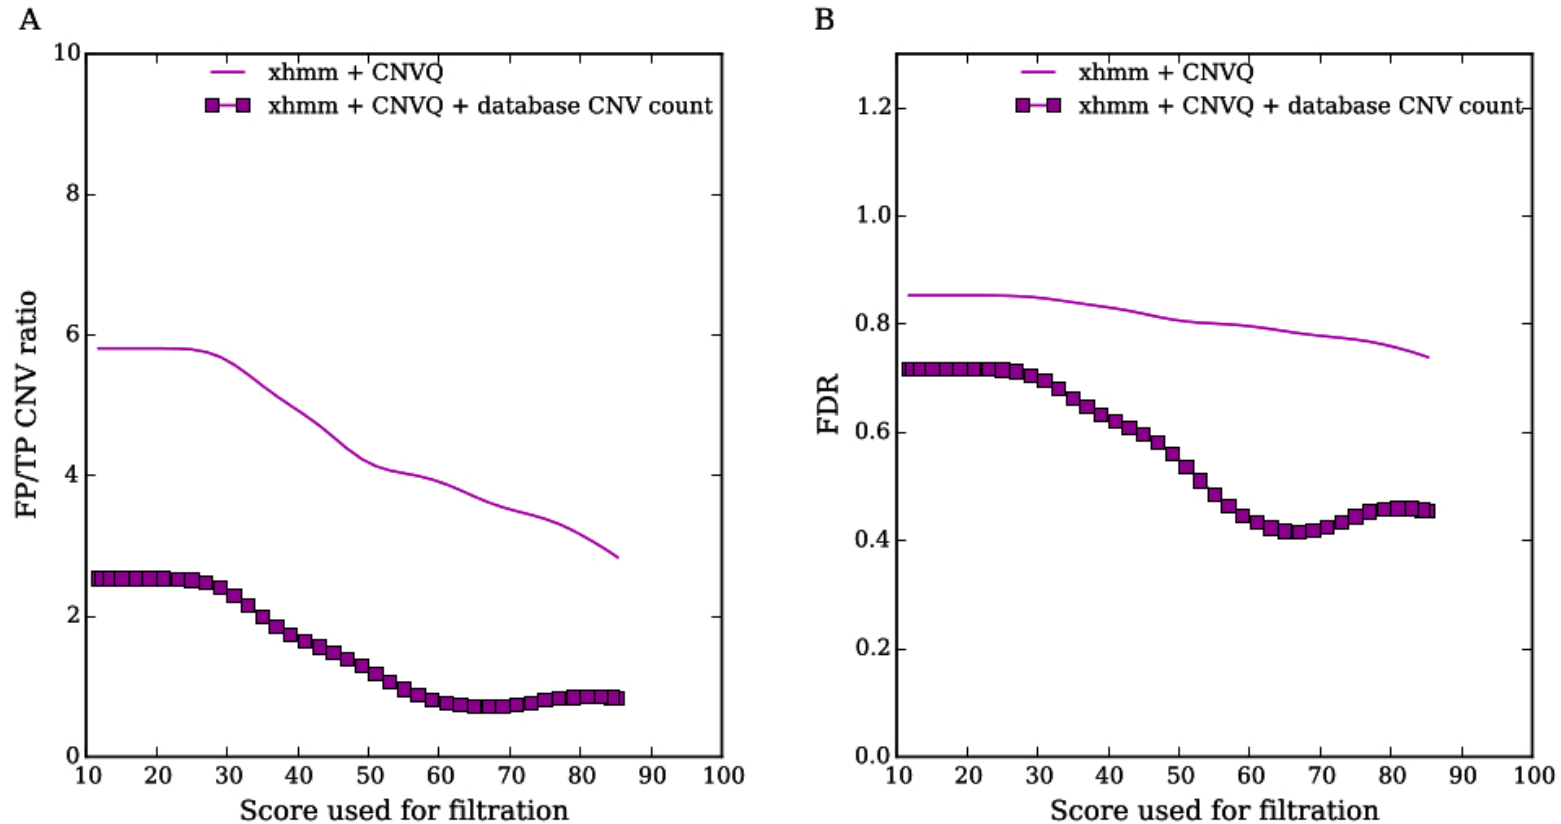 A
10
8
6
4
2
0
FP/TP CNV ratio
xhmm + CNVQ
xhmm + CNVQ + database CNV count
10 20 30 40 50 60 70 80 90 100
Score used for filtration
B
1.2
1.0
0.8
0.6
0.4
0.2
0.0
FDR
xhmm + CNVQ
xhmm + CNVQ + database CNV count
10 20 30 40 50 60 70 80 90 100
Score used for filtration